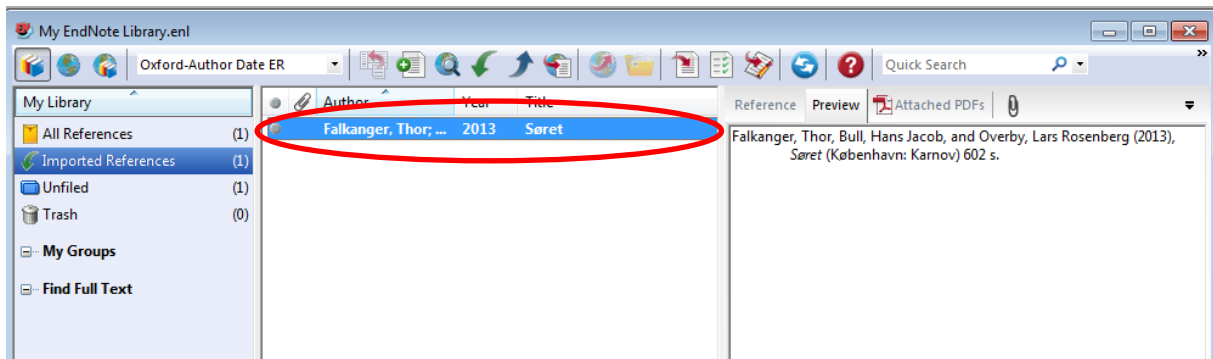 My EndNote Library.enl
Oxford-Author Date ER
Quick Search
My Library
Author Year Title
Reference Preview Attached PDFs
All References (1)
Falkanger, Thor; ... 2013 Søret
Falkanger, Thor, Bull, Hans Jacob, and Overby, Lars Rosenberg (2013),
Søret (København: Karnov) 602 s.
Imported References (1)
Unfiled (1)
Trash (0)
My Groups
Find Full Text